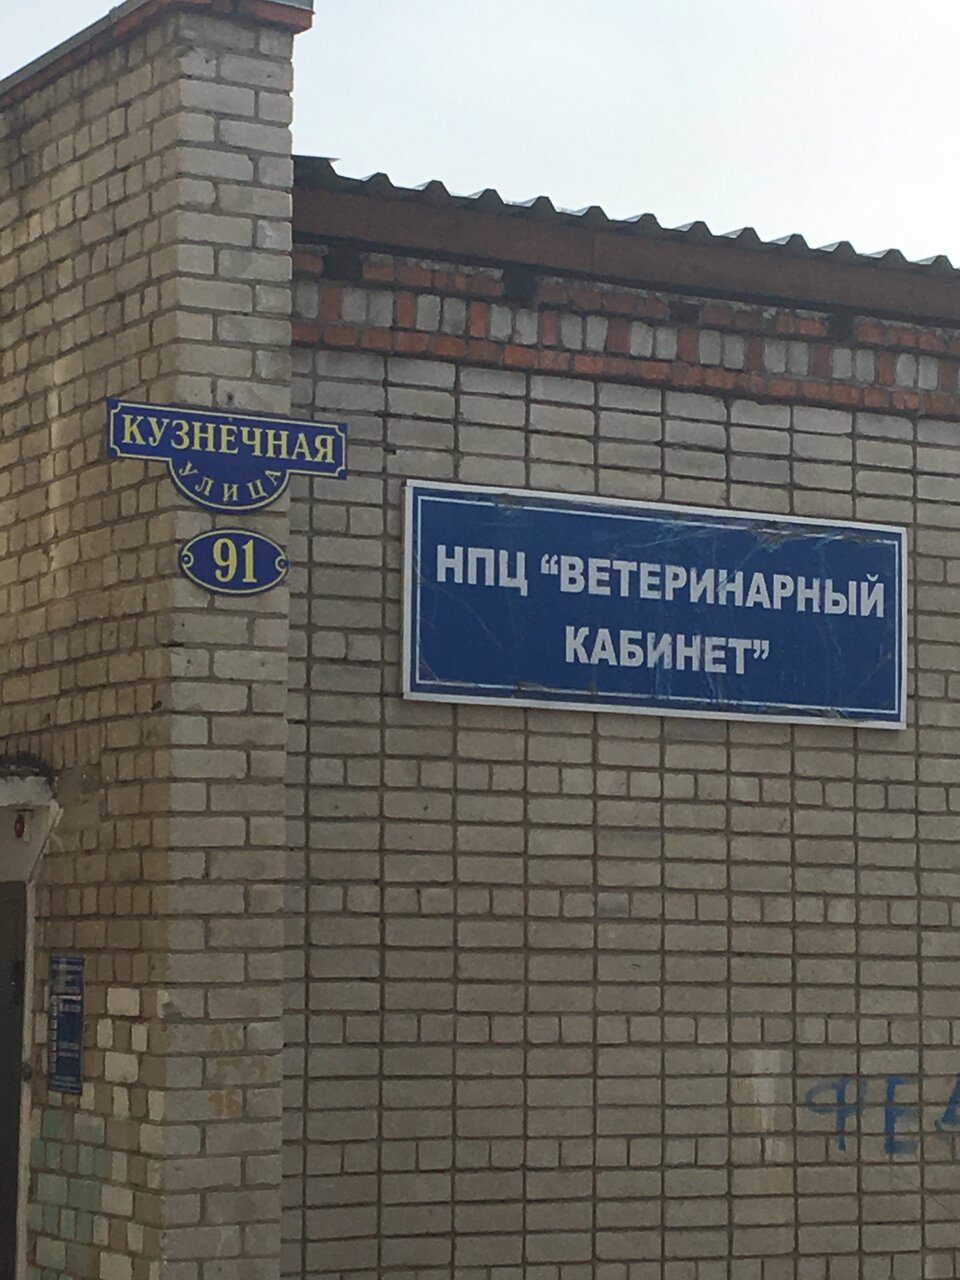 КУЗНЕЧНАЯ
УЛИЦА
91
НПЦ “ВЕТЕРИНАРНЫЙ
КАБИНЕТ”